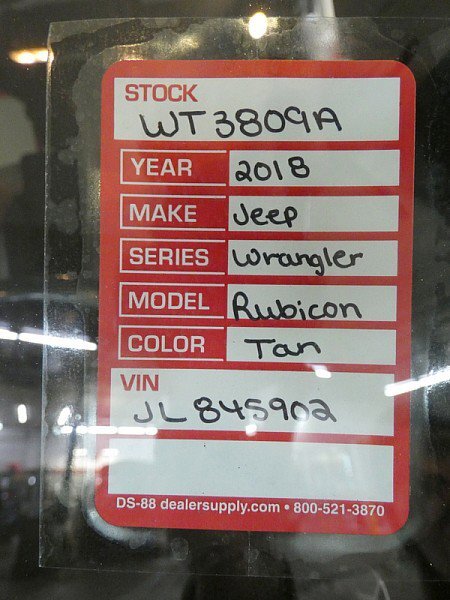 STOCK
WT3809A
YEAR 2018
MAKE Jeep
SERIES Wrangler
MODEL Rubicon
COLOR Tan
VIN
JL845902
DS-88 dealersupply.com • 800-521-3870